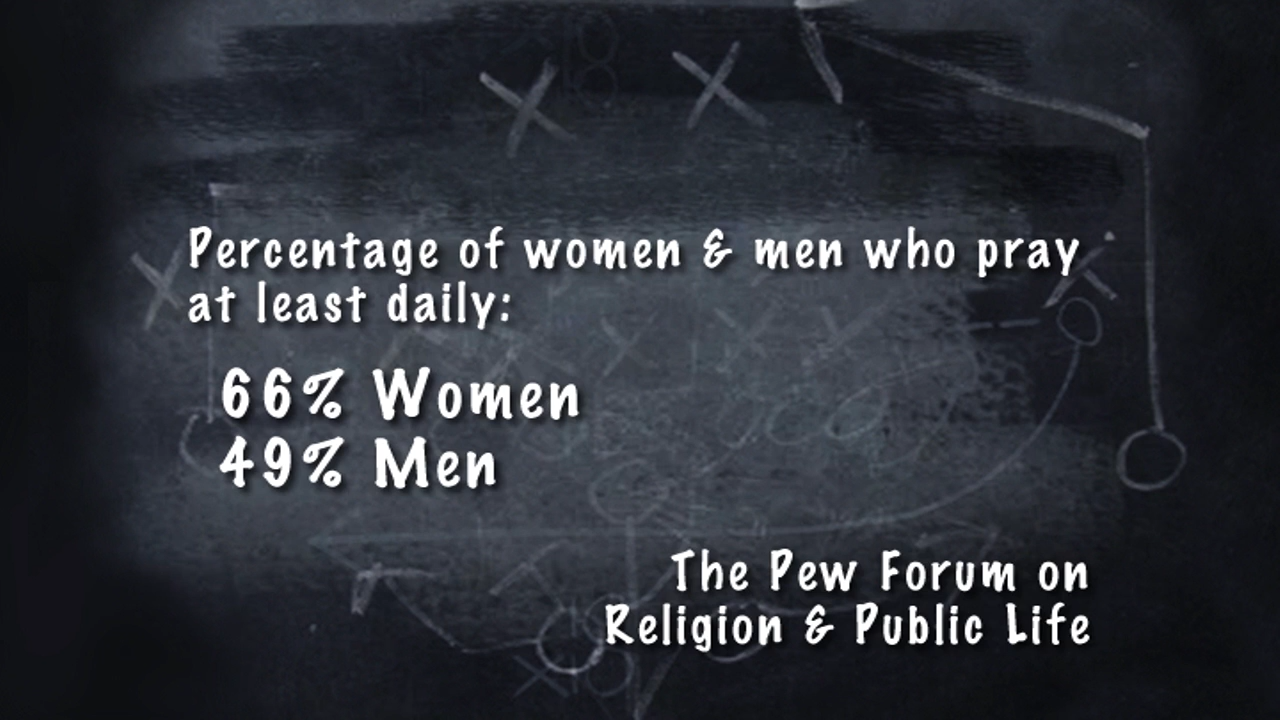 Percentage of women & men who pray
at least daily:
66% Women
49% Men
The Pew Forum on
Religion & Public Life